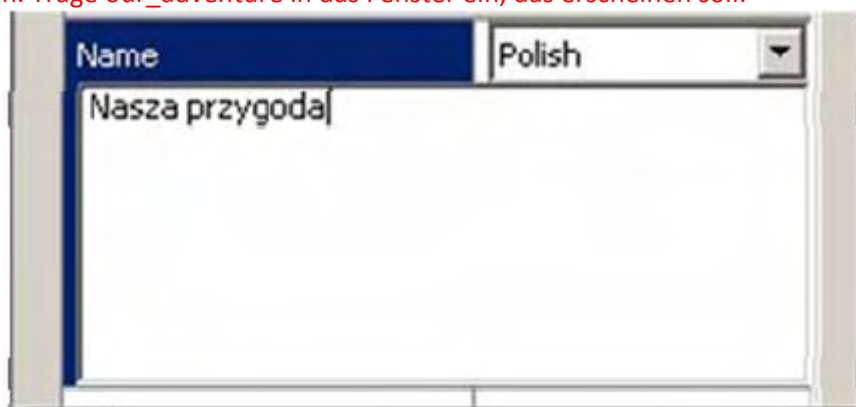 Trage our_adventure in das Fenster ein, das erscheinen soll.
Name Polish
Nasza przygoda